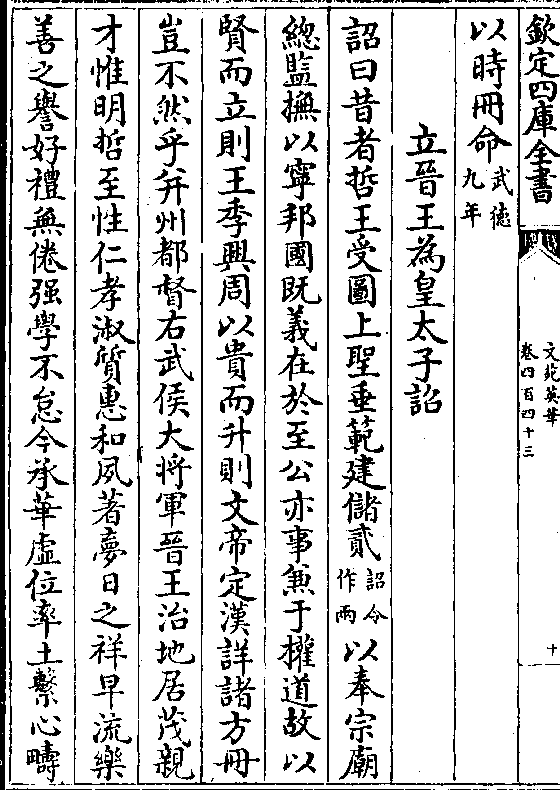 欽定四庫全書
文苑英華
卷四百四十三
十
以時冊命武德九年
立晉王為皇太子詔
詔曰昔者哲王受圖上聖垂範建儲貳詔令作兩以奉宗廟
總監撫以寧邦國既義在於至公亦事兼于權道故以
賢而立則王季興周以貴而升則文帝定漢詳諸方冊
豈不然乎并州都督右武侯大將軍晉王治地居茂親
才惟明哲至性仁孝淑質惠和夙著夢日之祥早流樂
善之譽好禮無倦强學不怠今承華虛位率土繫心疇